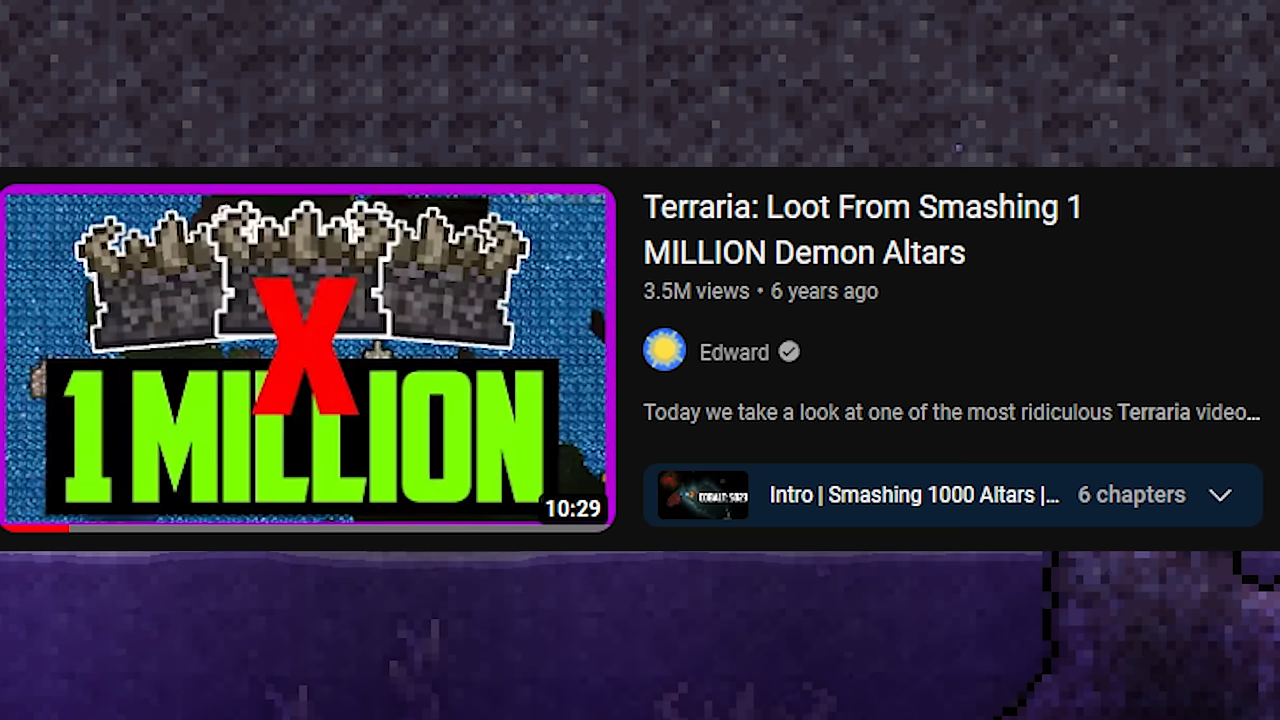 X
1 MILLION
10:29
Terraria: Loot From Smashing 1
MILLION Demon Altars
3.5M views • 6 years ago
Edward
Today we take a look at one of the most ridiculous Terraria video...
Intro | Smashing 1000 Altars |... 6 chapters